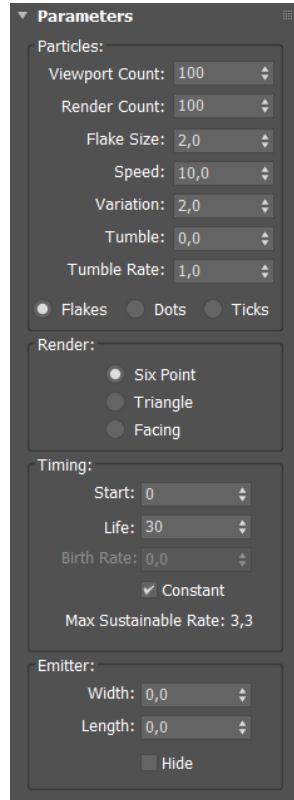 Parameters
Particles:
Viewport Count: 100
Render Count: 100
Flake Size: 2,0
Speed: 10,0
Variation: 2,0
Tumble: 0,0
Tumble Rate: 1,0
Flakes Dots Ticks
Render:
Six Point
Triangle
Facing
Timing:
Start: 0
Life: 30
Birth Rate: 0,0
Constant
Max Sustainable Rate: 3,3
Emitter:
Width: 0,0
Length: 0,0
Hide